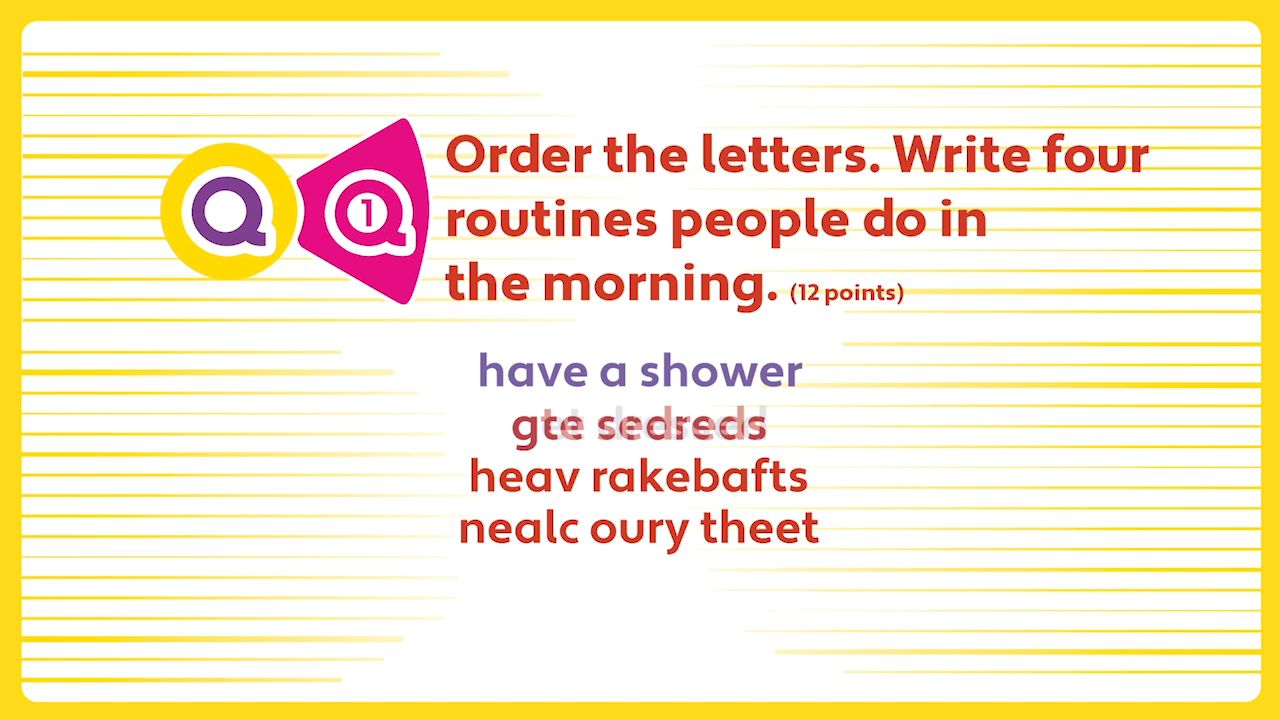 Q
1
Order the letters. Write four
routines people do in
the morning. (12 points)
have a shower
gte sedreds
heav rakebafts
nealc oury theet